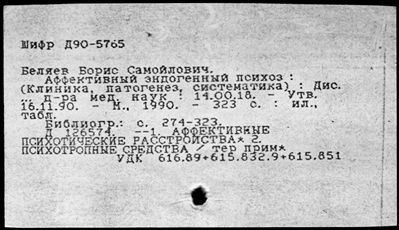 Шифр Д90-5765
Беляев Борис Самойлович.
Аффективный эндогенный психоз :
(Клиника, патогенез, систематика) : Дис.
... д-ра мед. наук : 14.00.18. - Утв.
16.11.90. - М., 1990. - 323 с. : ил.,
табл.
Библиогр.: с. 274-323.
Д 126574. --1. АФФЕКТИВНЫЕ
ПСИХОТИЧЕСКИЕ РАССТРОЙСТВА* 2.
ПСИХОТРОПНЫЕ СРЕДСТВА / тер прим*
УДК 616.89+615.832.9+615.851